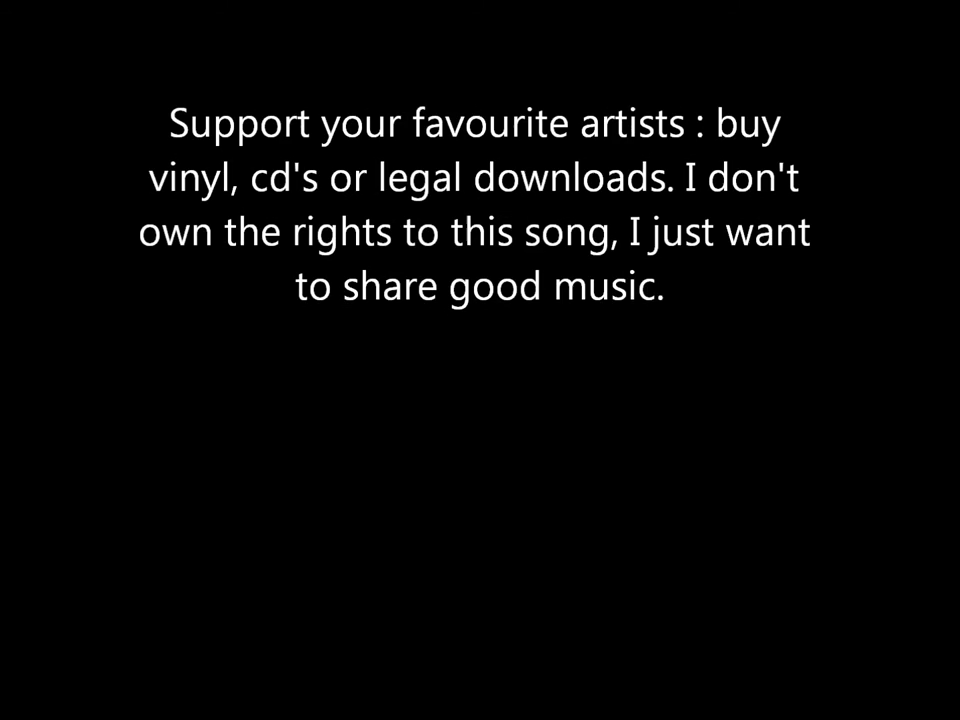 Support your favourite artists : buy
vinyl, cd's or legal downloads. I don't
own the rights to this song, I just want
to share good music.